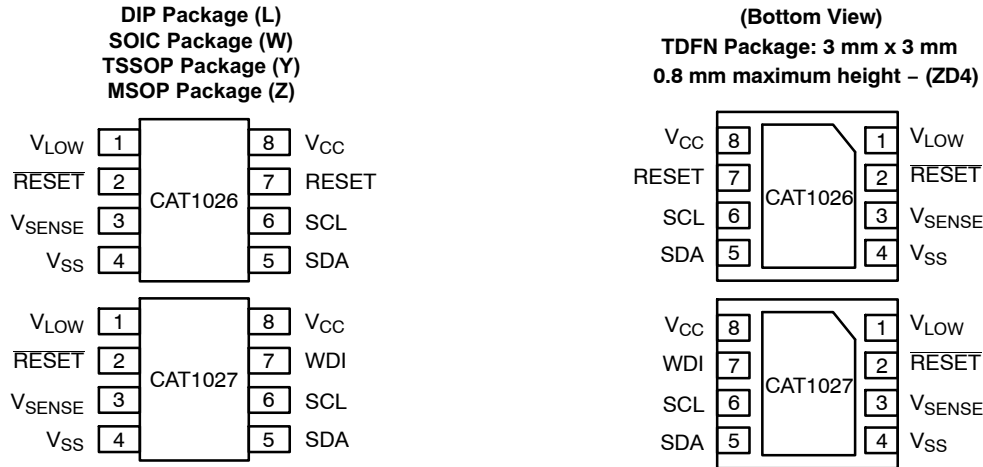 DIP Package (L)
SOIC Package (W)
TSSOP Package (Y)
MSOP Package (Z)
VLOW 1 8 VCC
RESET 2 7 RESET
CAT1026
VSENSE 3 6 SCL
VSS 4 5 SDA
VLOW 1 8 VCC
RESET 2 7 WDI
CAT1027
VSENSE 3 6 SCL
VSS 4 5 SDA
(Bottom View)
TDFN Package: 3 mm x 3 mm
0.8 mm maximum height – (ZD4)
VCC 8 1 VLOW
RESET 7 2 RESET
CAT1026
SCL 6 3 VSENSE
SDA 5 4 VSS
VCC 8 1 VLOW
WDI 7 2 RESET
CAT1027
SCL 6 3 VSENSE
SDA 5 4 VSS